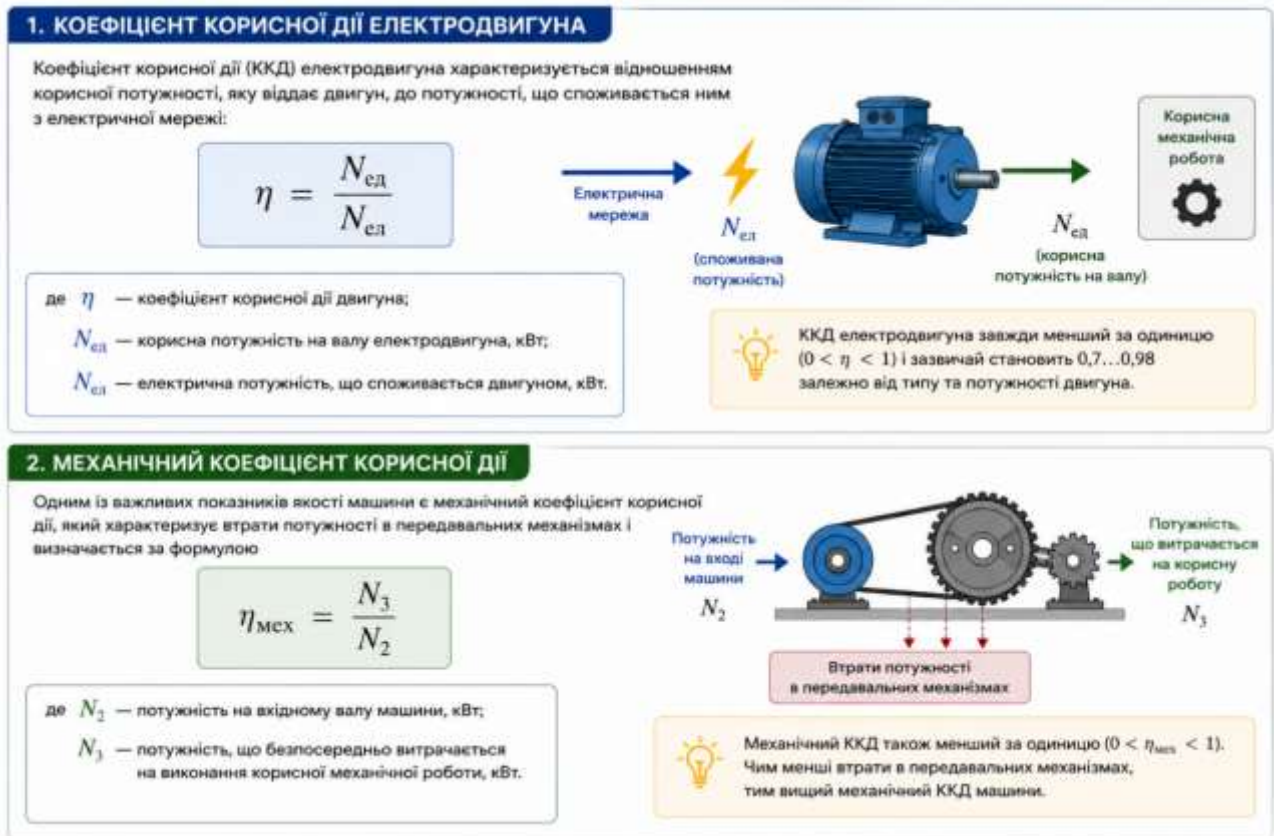 1. КОЕФІЦІЄНТ КОРИСНОЇ ДІЇ ЕЛЕКТРОДВИГУНА
Коефіцієнт корисної дії (ККД) електродвигуна характеризується відношенням
корисної потужності, яку віддає двигун, до потужності, що споживається ним
з електричної мережі:
η = Nед / Nел
Електрична
мережа
Nел
(споживана
потужність)
Nед
(корисна
потужність на валу)
Корисна
механічна
робота
де η — коефіцієнт корисної дії двигуна;
Nед — корисна потужність на валу електродвигуна, кВт;
Nел — електрична потужність, що споживається двигуном, кВт.
ККД електродвигуна завжди менший за одиницю
(0 < η < 1) і зазвичай становить 0,7…0,98
залежно від типу та потужності двигуна.
2. МЕХАНІЧНИЙ КОЕФІЦІЄНТ КОРИСНОЇ ДІЇ
Одним із важливих показників якості машини є механічний коефіцієнт корисної
дії, який характеризує втрати потужності в передавальних механізмах і
визначається за формулою
ηмех = N3 / N2
Потужність
на вході
машини
N2
Потужність,
що витрачається
на корисну
роботу
N3
Втрати потужності
в передавальних механізмах
де N2 — потужність на вхідному валу машини, кВт;
N3 — потужність, що безпосередньо витрачається
на виконання корисної механічної роботи, кВт.
Механічний ККД також менший за одиницю (0 < ηмех < 1).
Чим менші втрати в передавальних механізмах,
тим вищий механічний ККД машини.